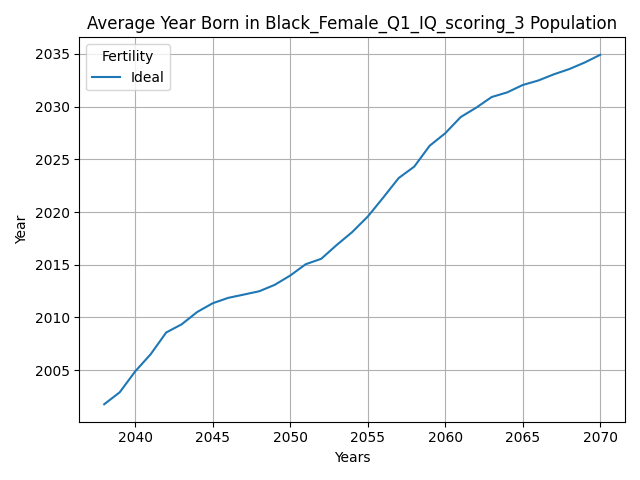 Average Year Born in Black_Female_Q1_IQ_scoring_3 Population
Fertility
Ideal
Year
2035
2030
2025
2020
2015
2010
2005
2040
2045
2050
2055
2060
2065
2070
Years